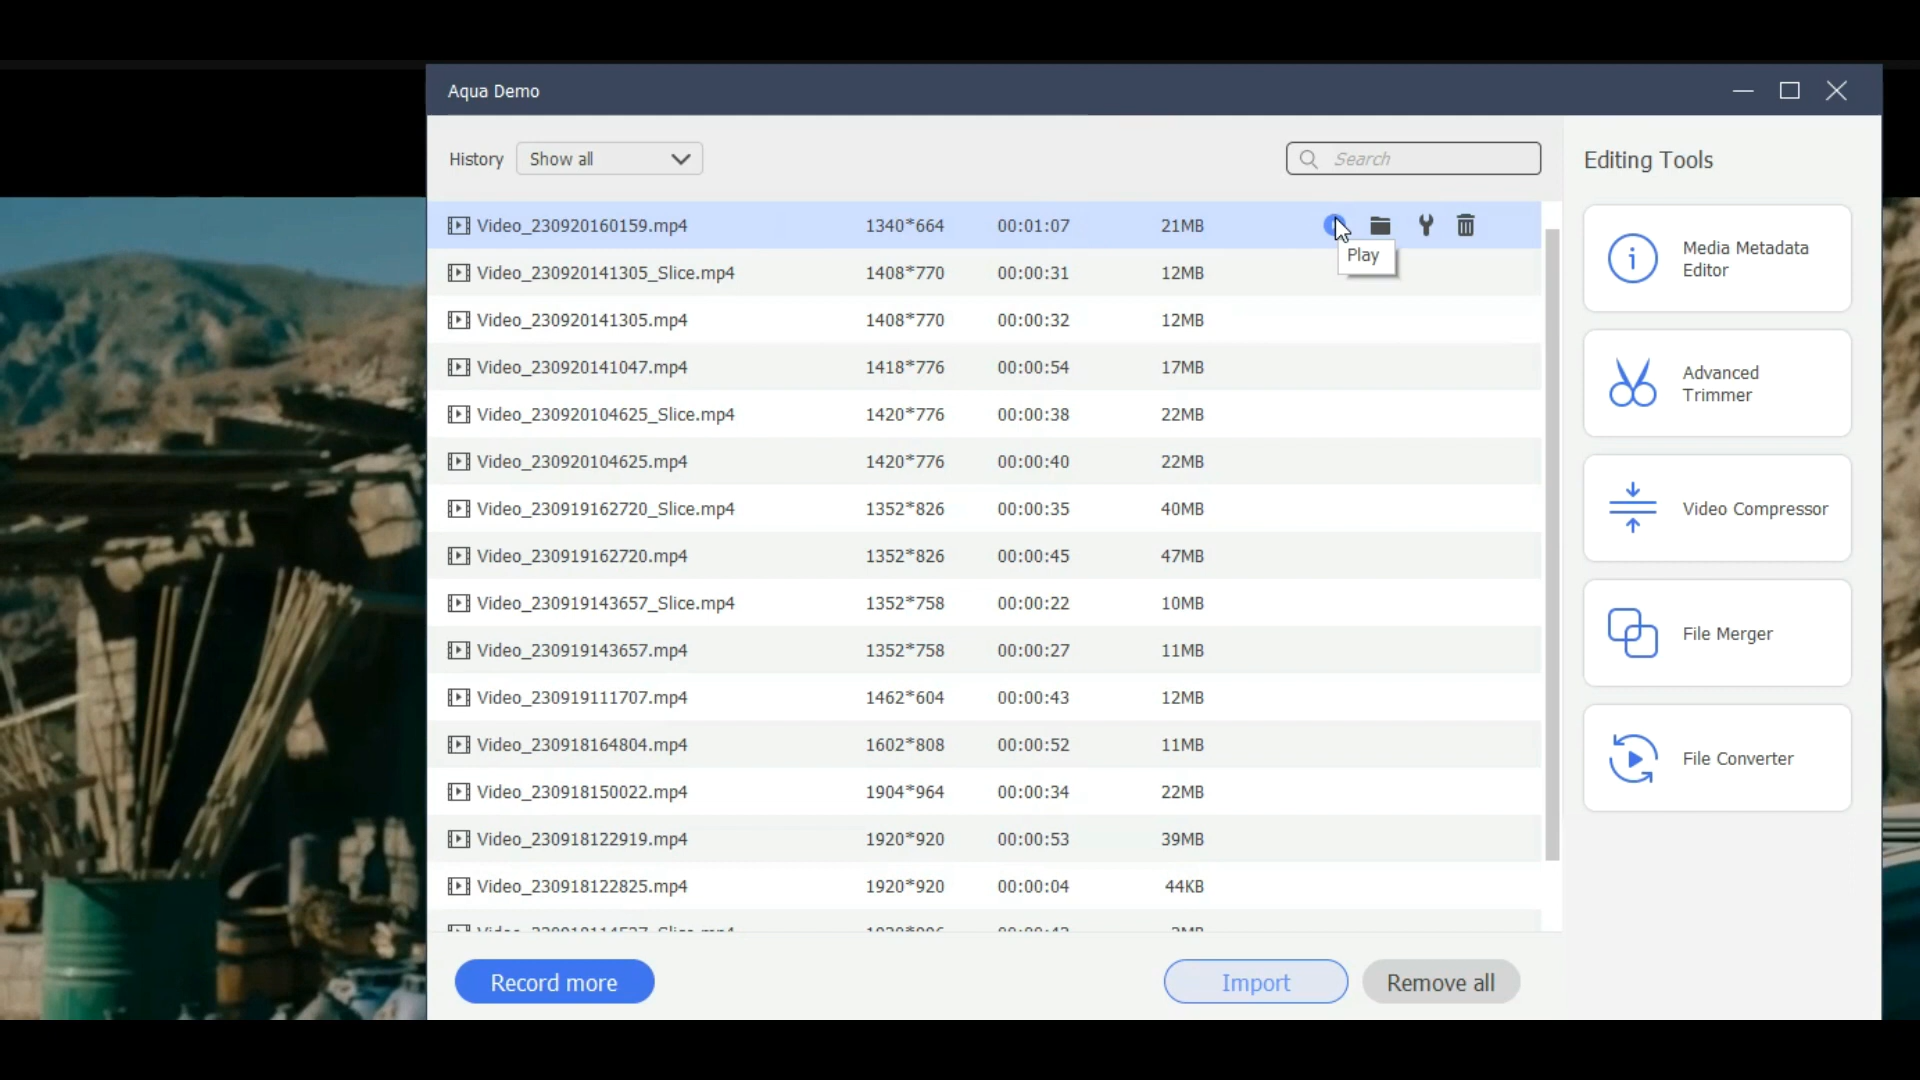 Aqua Demo
History Show all Search Editing Tools
Video_230920160159.mp4 1340*664 00:01:07 21MB
Play
Video_230920141305_Slice.mp4 1408*770 00:00:31 12MB
Video_230920141305.mp4 1408*770 00:00:32 12MB
Video_230920141047.mp4 1418*776 00:00:54 17MB
Video_230920104625_Slice.mp4 1420*776 00:00:38 22MB
Video_230920104625.mp4 1420*776 00:00:40 22MB
Video_230919162720_Slice.mp4 1352*826 00:00:35 40MB
Video_230919162720.mp4 1352*826 00:00:45 47MB
Video_230919143657_Slice.mp4 1352*758 00:00:22 10MB
Video_230919143657.mp4 1352*758 00:00:27 11MB
Video_230919111707.mp4 1462*604 00:00:43 12MB
Video_230918164804.mp4 1602*808 00:00:52 11MB
Video_230918150022.mp4 1904*964 00:00:34 22MB
Video_230918122919.mp4 1920*920 00:00:53 39MB
Video_230918122825.mp4 1920*920 00:00:04 44KB
Media Metadata
Editor
Advanced
Trimmer
Video Compressor
File Merger
File Converter
Record more Import Remove all